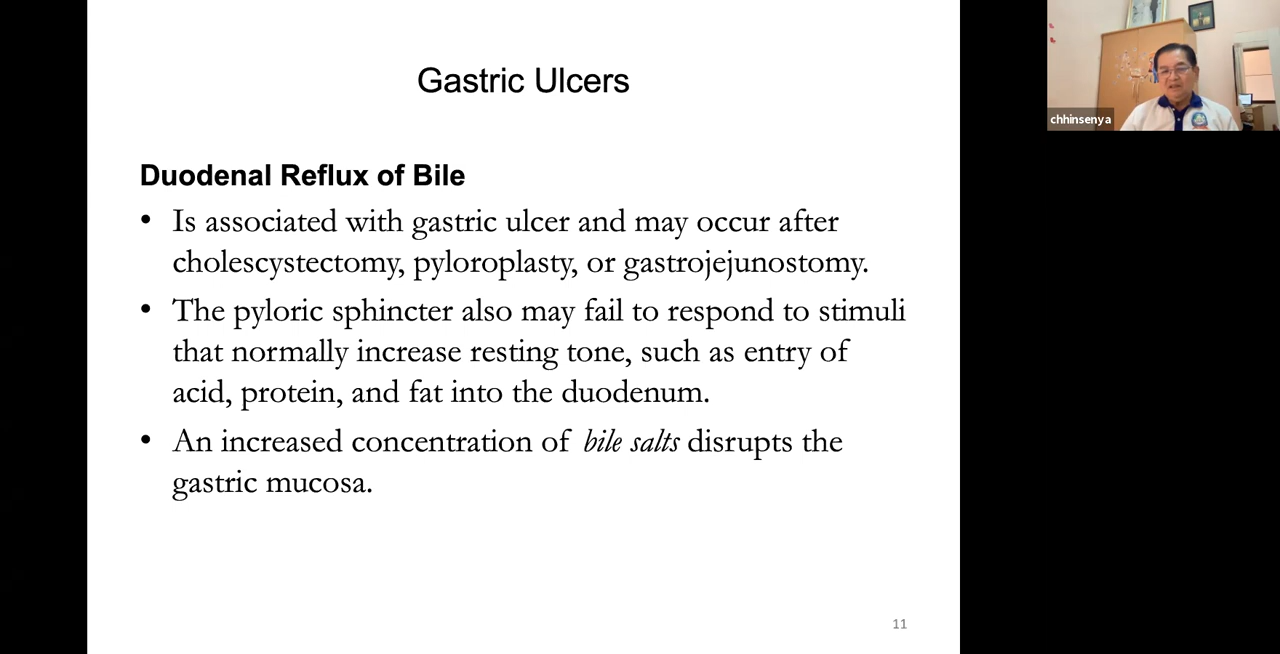 Gastric Ulcers
Duodenal Reflux of Bile
• Is associated with gastric ulcer and may occur after
cholescystectomy, pyloroplasty, or gastrojejunostomy.
• The pyloric sphincter also may fail to respond to stimuli
that normally increase resting tone, such as entry of
acid, protein, and fat into the duodenum.
• An increased concentration of bile salts disrupts the
gastric mucosa.
11
chhinsenya